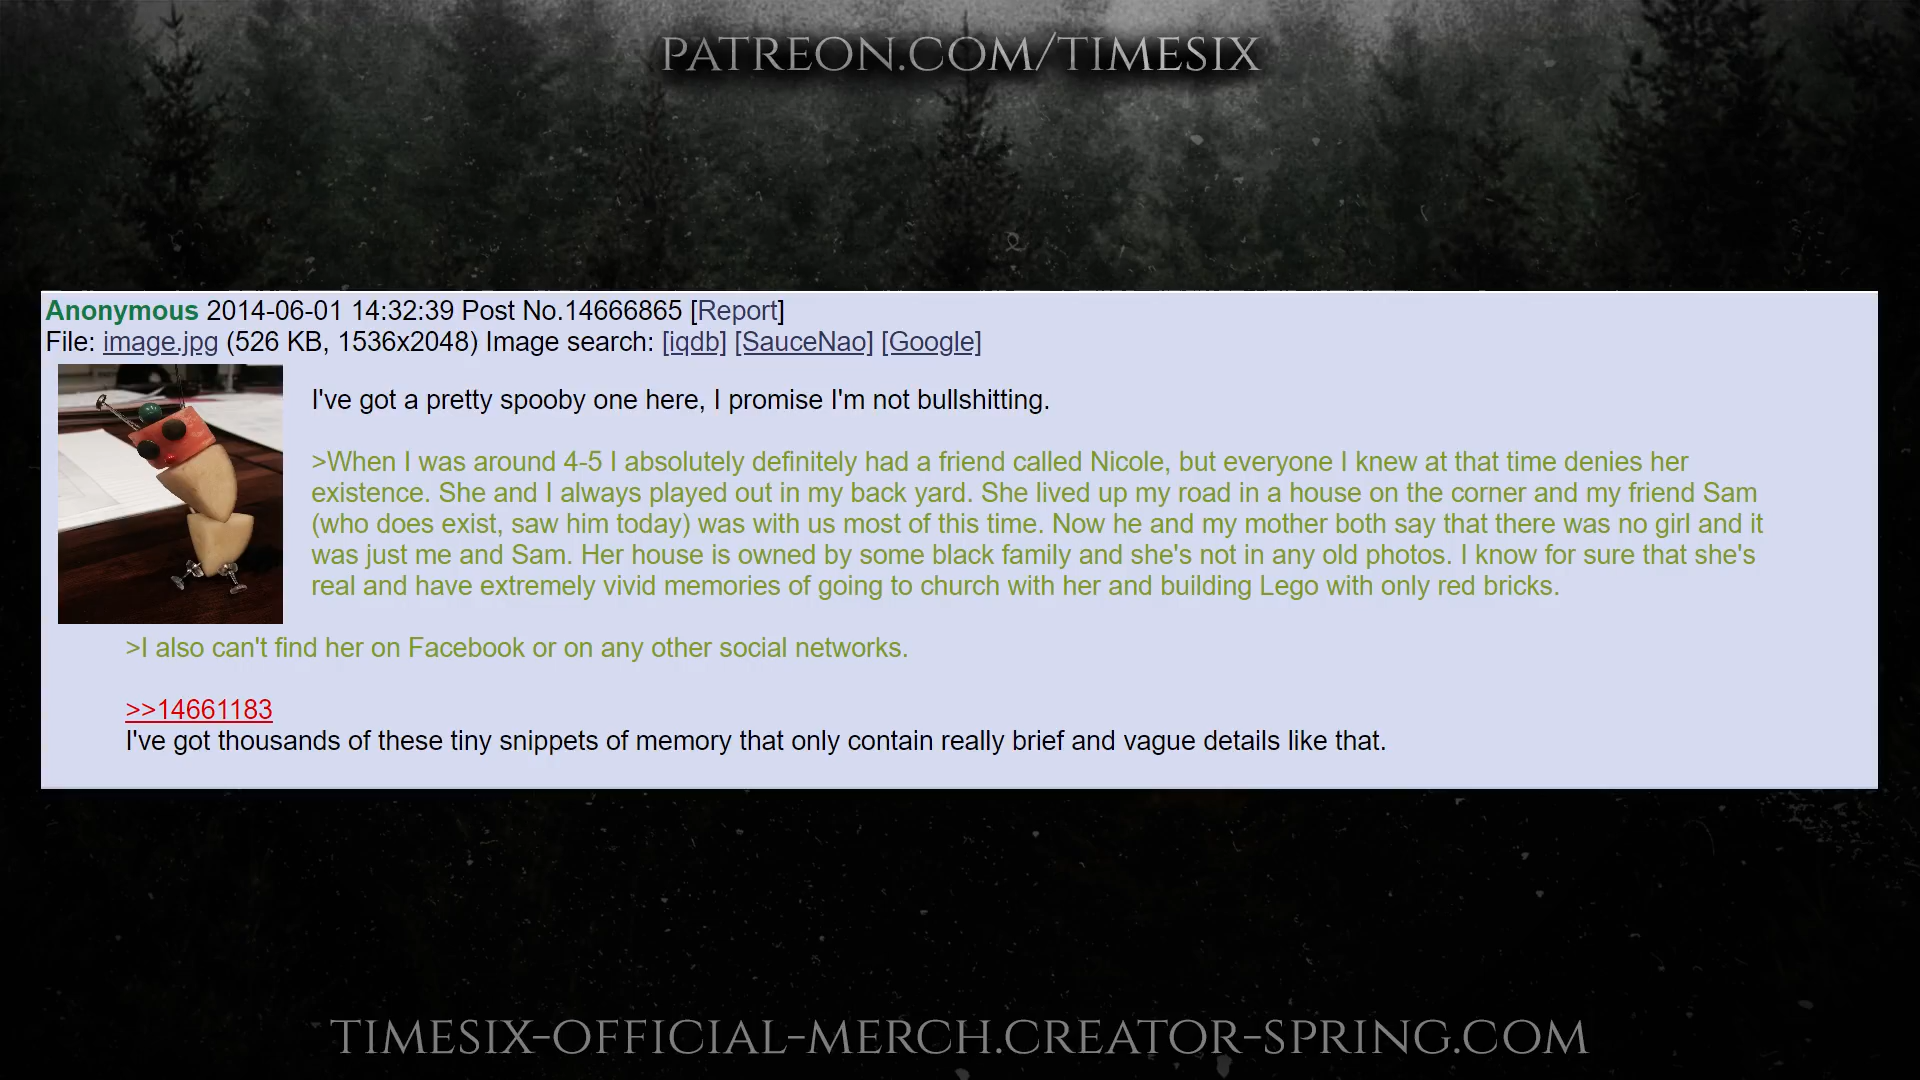 PATREON.COM/TIMESIX
Anonymous 2014-06-01 14:32:39 Post No.14666865 [Report]
File: image.jpg (526 KB, 1536x2048) Image search: [iqdb] [SauceNao] [Google]
I've got a pretty spooby one here, I promise I'm not bullshitting.
>When I was around 4-5 I absolutely definitely had a friend called Nicole, but everyone I knew at that time denies her
existence. She and I always played out in my back yard. She lived up my road in a house on the corner and my friend Sam
(who does exist, saw him today) was with us most of this time. Now he and my mother both say that there was no girl and it
was just me and Sam. Her house is owned by some black family and she's not in any old photos. I know for sure that she's
real and have extremely vivid memories of going to church with her and building Lego with only red bricks.
>I also can't find her on Facebook or on any other social networks.
>>14661183
I've got thousands of these tiny snippets of memory that only contain really brief and vague details like that.
TIMESIX-OFFICIAL-MERCH.CREATOR-SPRING.COM